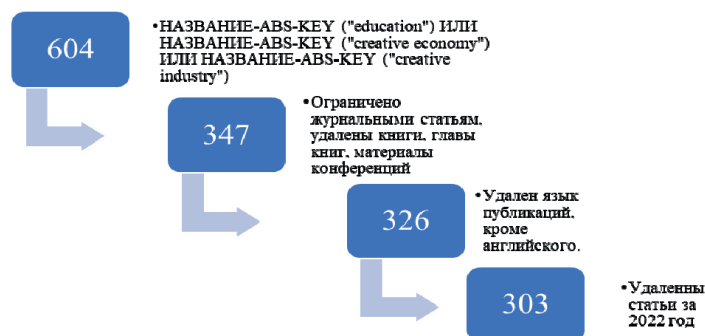 604
•НАЗВАНИЕ-ABS-KEY ("education") ИЛИ
НАЗВАНИЕ-ABS-KEY ("creative economy")
ИЛИ НАЗВАНИЕ-ABS-KEY ("creative
industry")
347
•Ограничено
журнальными статьям,
удалены книги, главы
книг, материалы
конференций
326
•Удален язык
публикаций,
кроме
английского.
303
•Удаленны
статьи за
2022 год